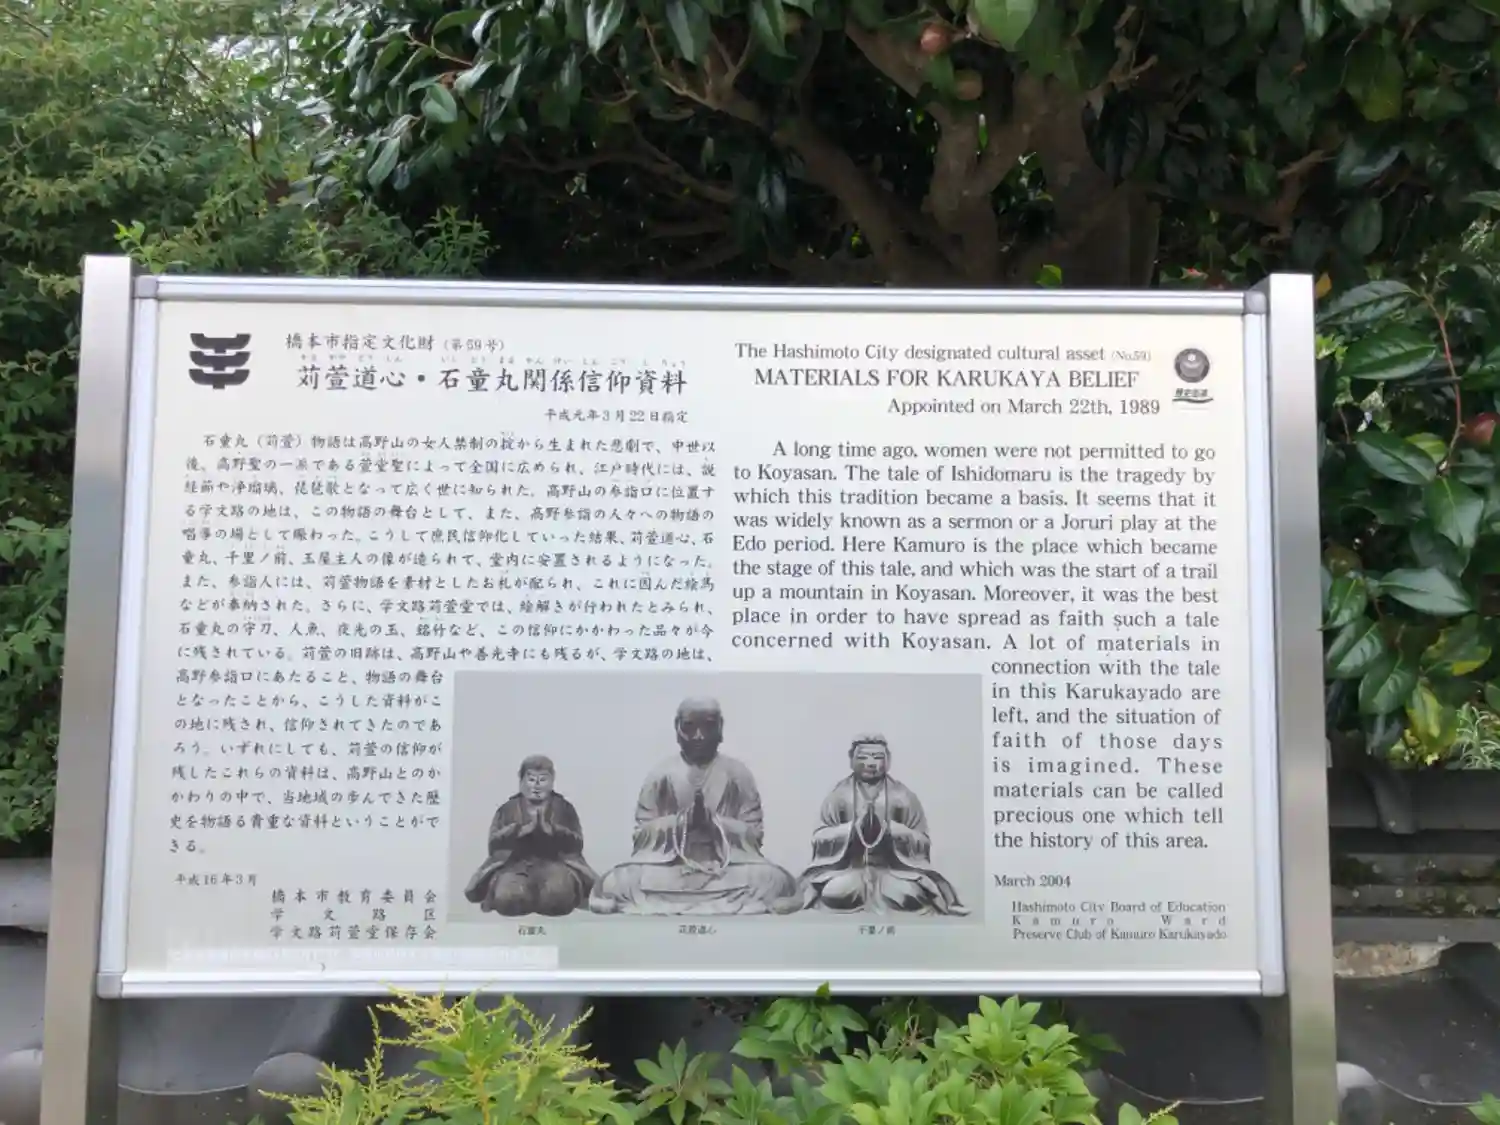 橋本市指定文化財（第59号）
かるかやどうしん いしどうまるかんけいしんこうしりょう
苅萱道心・石童丸関係信仰資料
平成元年3月22日指定
石童丸（苅萱）物語は高野山の女人禁制の掟から生まれた悲劇で、中世以
後、高野聖の一派である萱堂聖によって全国に広められ、江戸時代には、説
経節や浄瑠璃、琵琶歌となって広く世に知られた。高野山の参詣口に位置す
る学文路の地は、この物語の舞台として、また、高野参詣の人々への物語の
唱導の場として賑わった。こうして庶民信仰化していった結果、苅萱道心、石
童丸、千里ノ前、玉屋主人の像が造られて、堂内に安置されるようになった。
また、参詣人には、苅萱物語を素材としたお札が配られ、これに因んだ絵馬
などが奉納された。さらに、学文路苅萱堂では、絵解きが行われたとみられ、
石童丸の守刀、人魚、夜光の玉、銘竹など、この信仰にかかわった品々が今
に残されている。苅萱の旧跡は、高野山や善光寺にも残るが、学文路の地は、
高野参詣口にあたること、物語の舞台
となったことから、こうした資料がこ
の地に残され、信仰されてきたのであ
ろう。いずれにしても、苅萱の信仰が
残したこれらの資料は、高野山とのか
かわりの中で、当地域の歩んできた歴
史を物語る貴重な資料ということがで
きる。
平成16年3月
橋本市教育委員会
学文路区
学文路苅萱堂保存会
The Hashimoto City designated cultural asset (No.59)
MATERIALS FOR KARUKAYA BELIEF
Appointed on March 22th, 1989
歴史街道
A long time ago, women were not permitted to go
to Koyasan. The tale of Ishidomaru is the tragedy by
which this tradition became a basis. It seems that it
was widely known as a sermon or a Joruri play at the
Edo period. Here Kamuro is the place which became
the stage of this tale, and which was the start of a trail
up a mountain in Koyasan. Moreover, it was the best
place in order to have spread as faith such a tale
concerned with Koyasan. A lot of materials in
connection with the tale
in this Karukayado are
left, and the situation of
faith of those days
is imagined. These
materials can be called
precious one which tell
the history of this area.
March 2004
Hashimoto City Board of Education
Kamuro Ward
Preserve Club of Kamuro Karukayado
石童丸
苅萱道心
千里ノ前